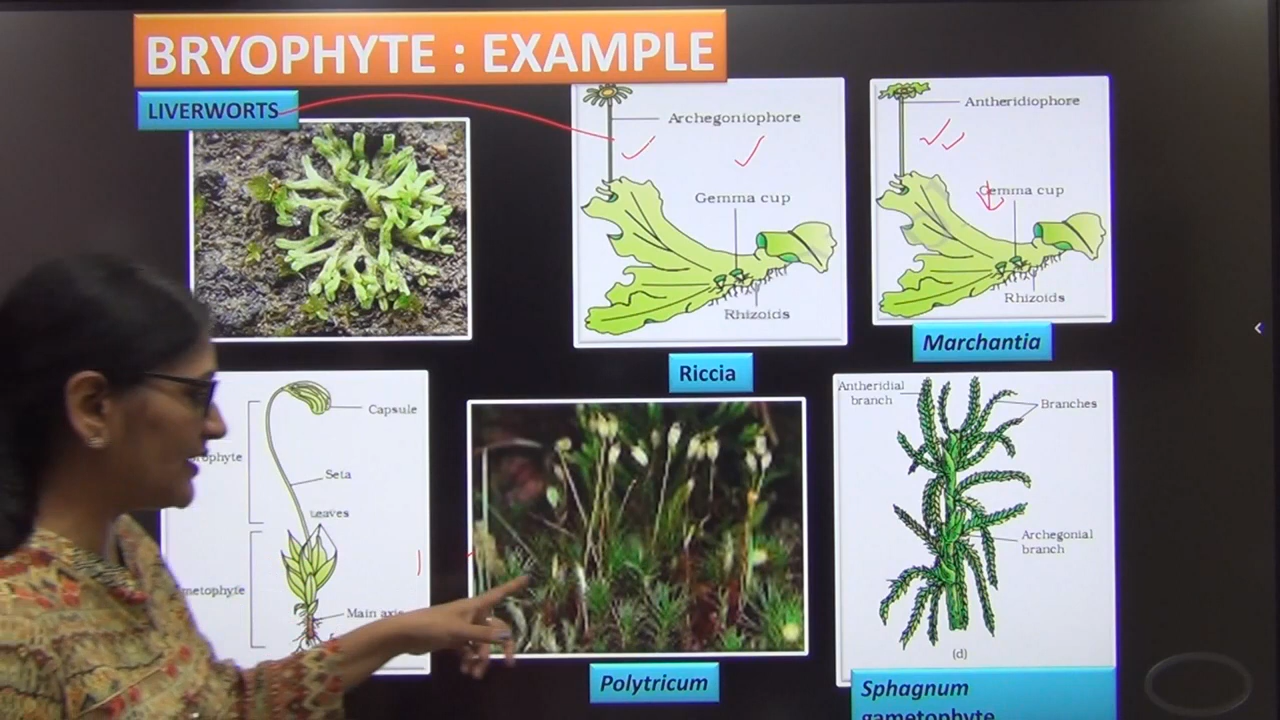 BRYOPHYTE : EXAMPLE
LIVERWORTS
Archegoniophore
Gemma cup
Rhizoids
Riccia
Antheridiophore
Gemma cup
Rhizoids
Marchantia
Capsule
Seta
Leaves
Main axis
Polytricum
Antheridial
branch
Branches
Archegonial
branch
(d)
Sphagnum
gametophyte